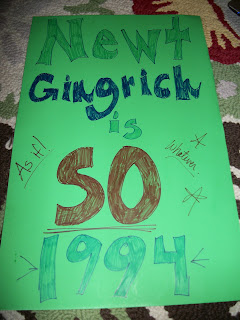 Newt
Gingrich
is
As if!
Whatever.
SO
1994